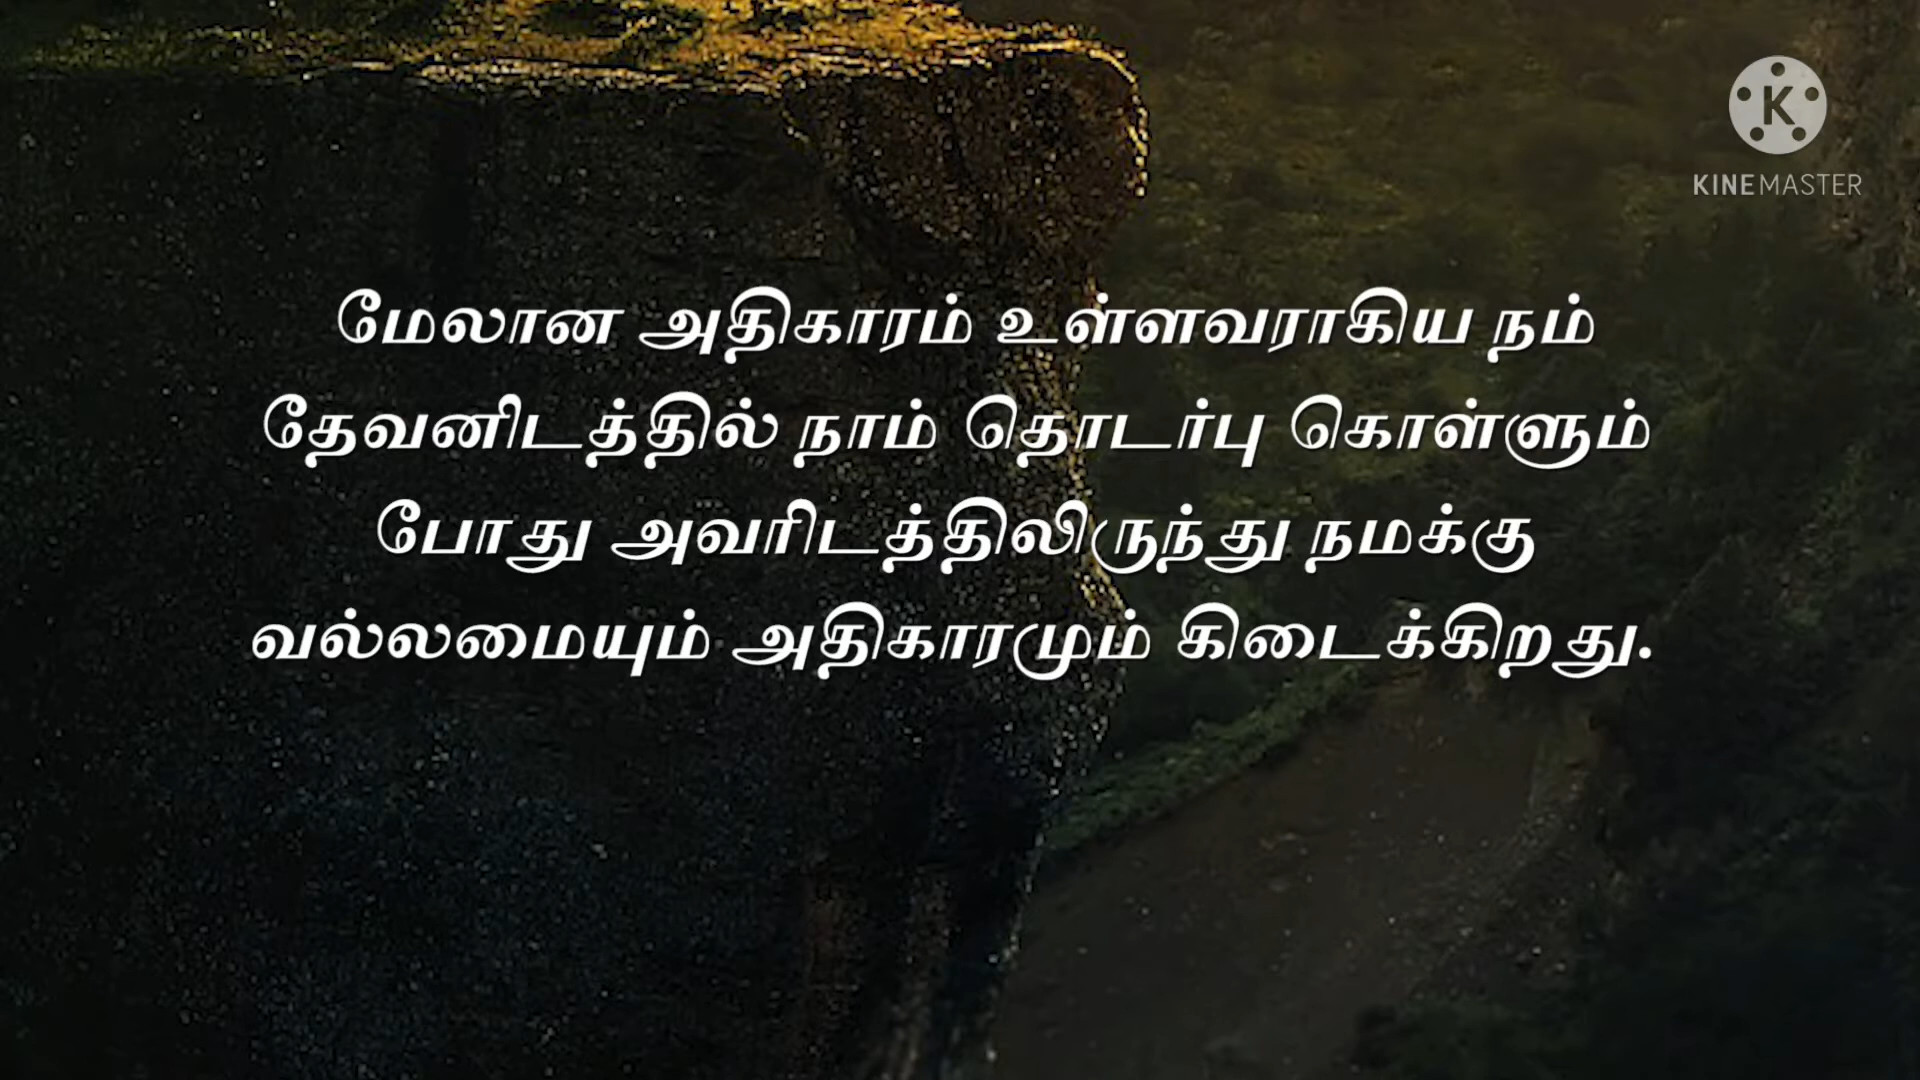 KINEMASTER
மேலான அதிகாரம் உள்ளவராகிய நம்
தேவனிடத்தில் நாம் தொடர்பு கொள்ளும்
போது அவரிடத்திலிருந்து நமக்கு
வல்லமையும் அதிகாரமும் கிடைக்கிறது.